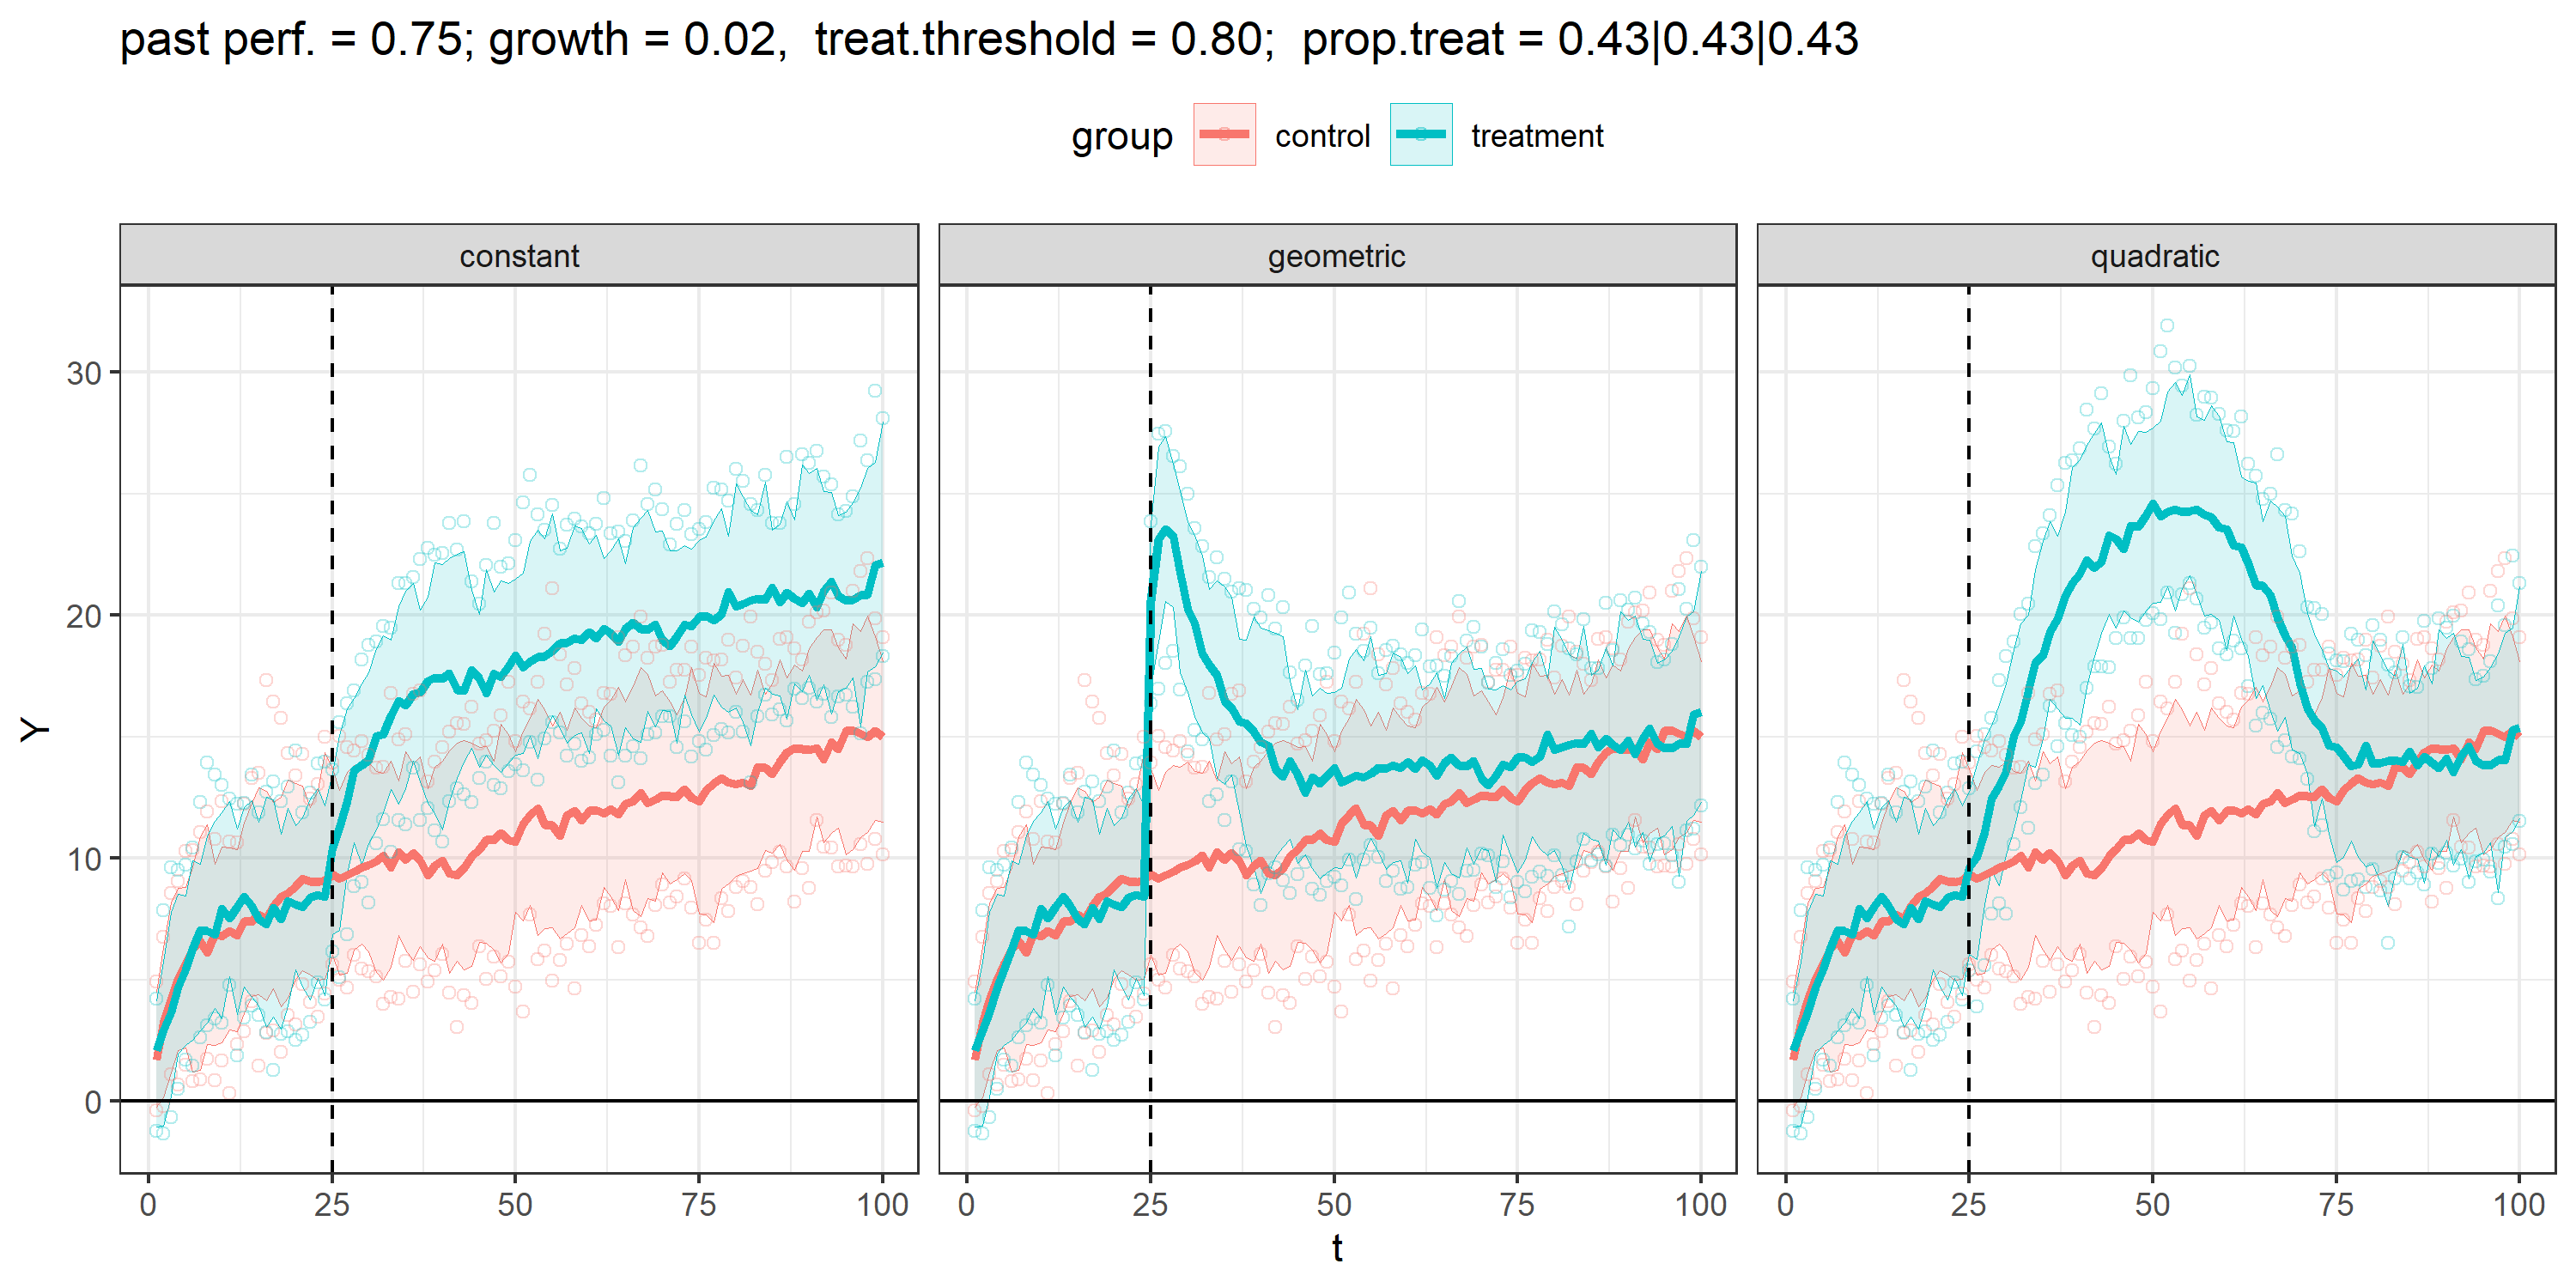 past perf. = 0.75; growth = 0.02,  treat.threshold = 0.80;  prop.treat = 0.43|0.43|0.43
group control treatment
constant geometric quadratic
Y
30
20
10
0
0 25 50 75 100 0 25 50 75 100 0 25 50 75 100
t